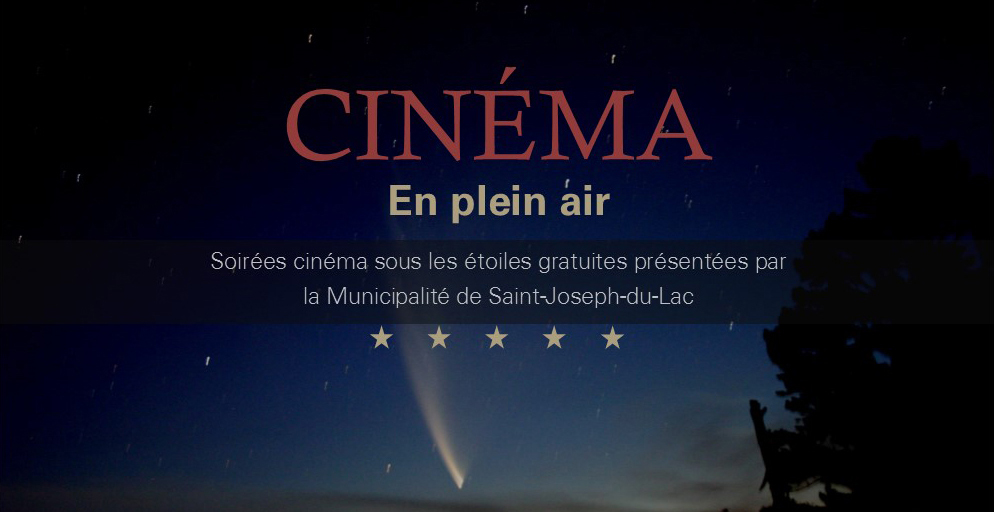 CINÉMA
En plein air
Soirées cinéma sous les étoiles gratuites présentées par
la Municipalité de Saint-Joseph-du-Lac